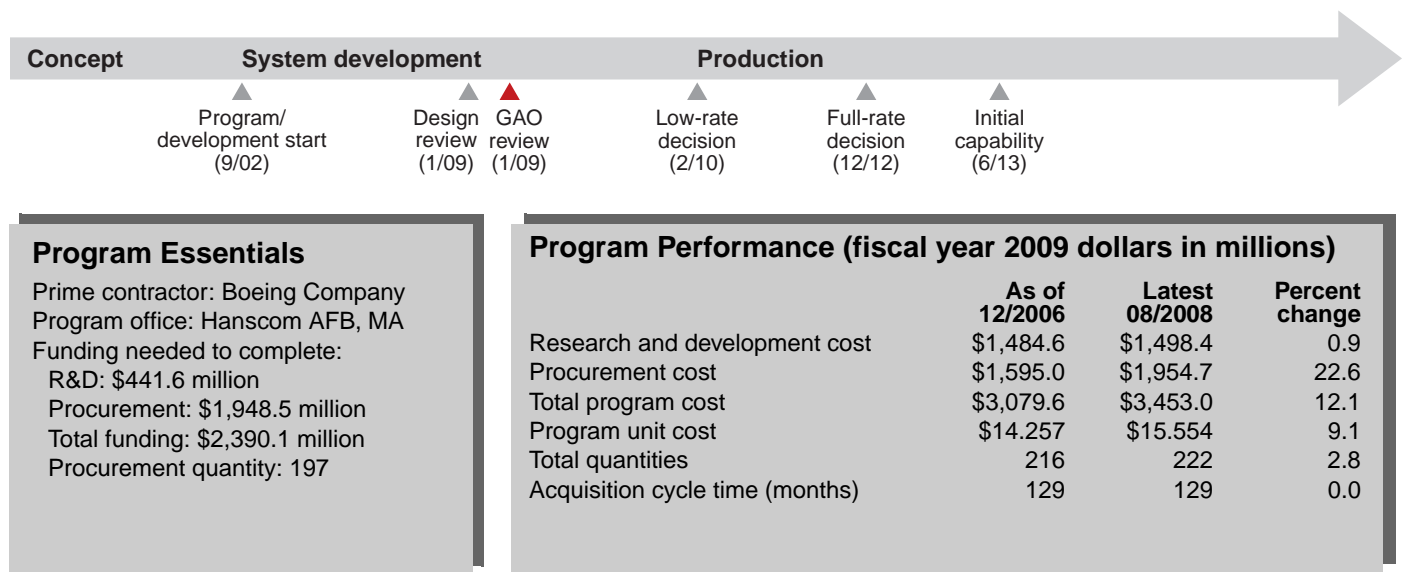 Concept System development Production
Program/
development start
(9/02)
Design
review
(1/09)
GAO
review
(1/09)
Low-rate
decision
(2/10)
Full-rate
decision
(12/12)
Initial
capability
(6/13)
Program Essentials
Prime contractor: Boeing Company
Program office: Hanscom AFB, MA
Funding needed to complete:
R&D: $441.6 million
Procurement: $1,948.5 million
Total funding: $2,390.1 million
Procurement quantity: 197
Program Performance (fiscal year 2009 dollars in millions)
As of Latest Percent
12/2006 08/2008 change
Research and development cost $1,484.6 $1,498.4 0.9
Procurement cost $1,595.0 $1,954.7 22.6
Total program cost $3,079.6 $3,453.0 12.1
Program unit cost $14.257 $15.554 9.1
Total quantities 216 222 2.8
Acquisition cycle time (months) 129 129 0.0